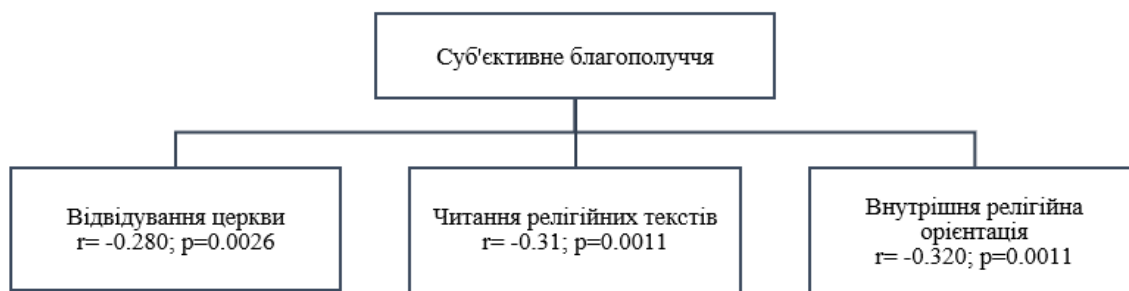 Суб'єктивне благополуччя
Відвідування церкви
r= -0.280; p=0.0026
Читання релігійних текстів
r= -0.31; p=0.0011
Внутрішня релігійна
орієнтація
r= -0.320; p=0.0011